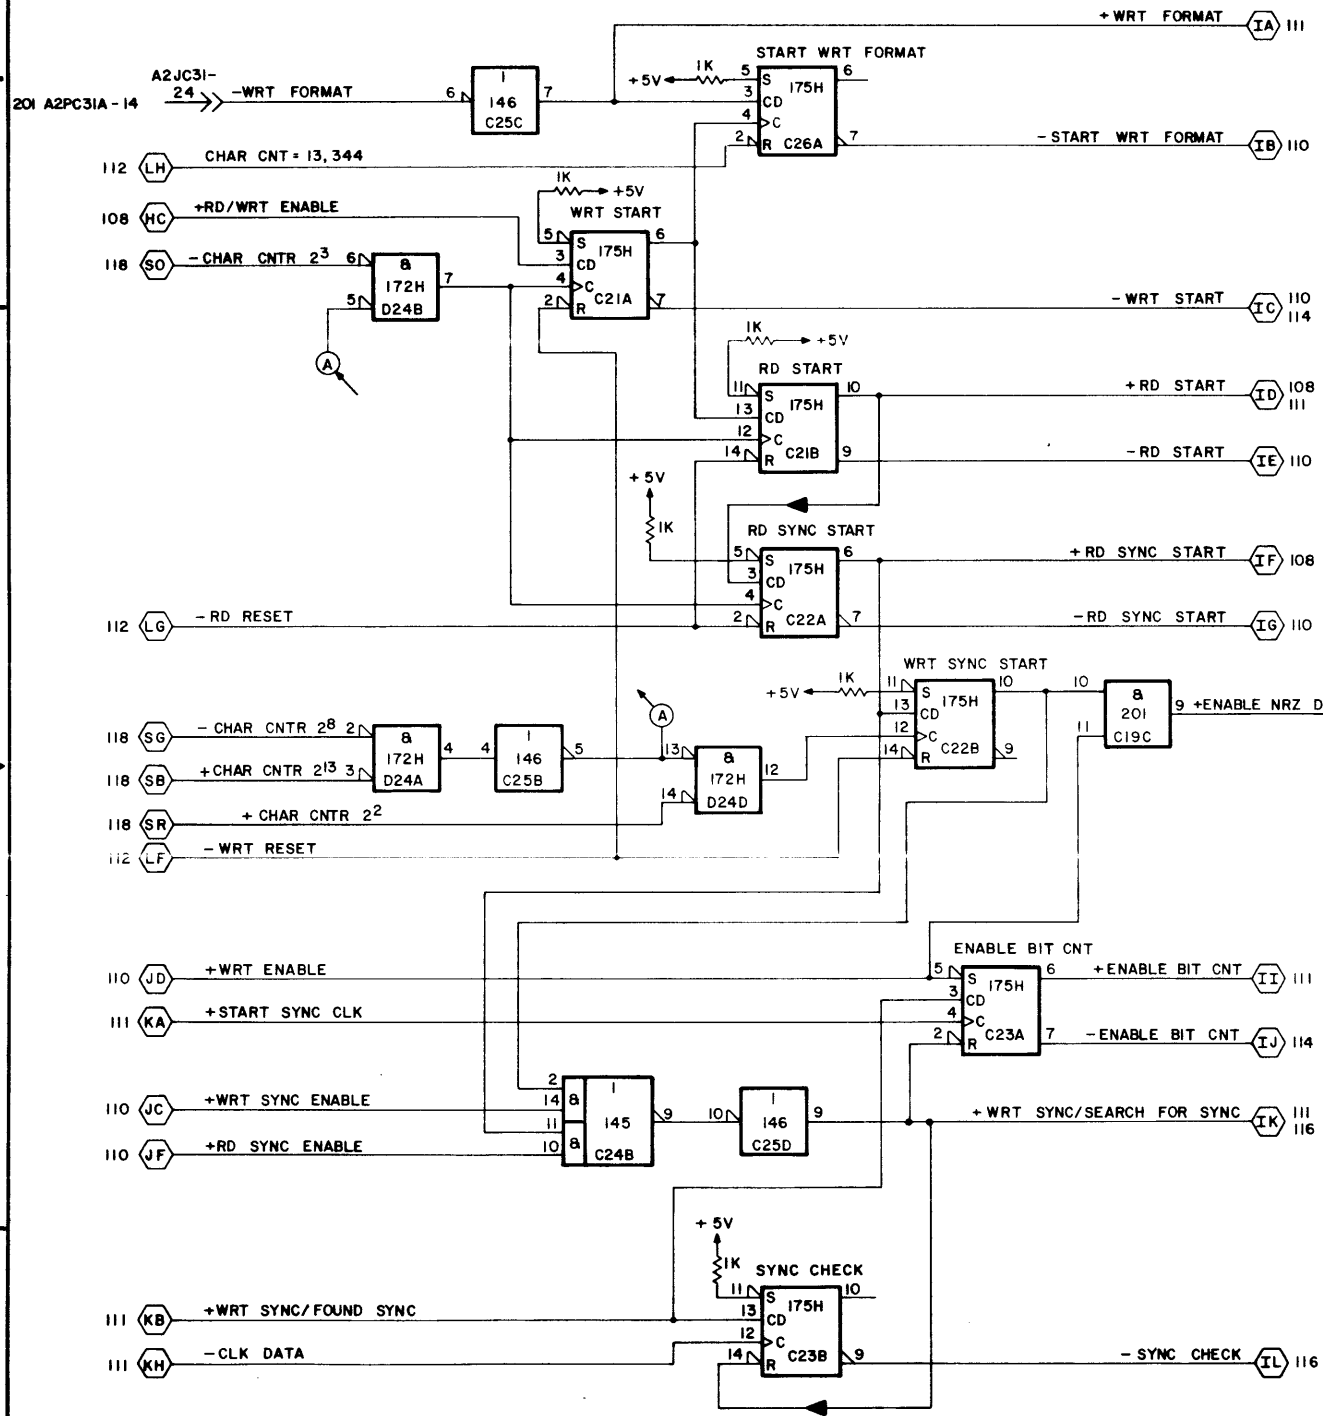 +WRT FORMAT IA 111
START WRT FORMAT
A2JC31-
201 A2PC31A-14 24 -WRT FORMAT 6 1 146 C25C 7
+5V 1K 5 S 175H 6
3 CD
4 C
2 R C26A 7 -START WRT FORMAT IB 110
112 LH CHAR CNT = 13,344
1K +5V
108 HC +RD/WRT ENABLE
WRT START
5 S 175H 6
118 SO -CHAR CNTR 2³ 6 & 172H D24B 7
3 CD
4 C
5
2 R C21A 7 -WRT START IC 110 114
A
1K +5V
RD START
11 S 175H 10 +RD START ID 108 111
13 CD
12 C
14 R C21B 9 -RD START IE 110
+5V
1K
RD SYNC START
5 S 175H 6 +RD SYNC START IF 108
3 CD
4 C
112 LG -RD RESET 2 R C22A 7 -RD SYNC START IG 110
WRT SYNC START
+5V 1K 11 S 175H 10
10 & 201 C19C 9 +ENABLE NRZ D
11
13 CD
12 C
14 R C22B 9
A
118 SG -CHAR CNTR 2⁸ 2 & 172H D24A 4
4 1 146 C25B 5
13 & 172H D24D 12
14
118 SB +CHAR CNTR 2¹³ 3
118 SR +CHAR CNTR 2²
112 LF -WRT RESET
ENABLE BIT CNT
110 JD +WRT ENABLE 5 S 175H 6 +ENABLE BIT CNT II 111
3 CD
111 KA +START SYNC CLK 4 C
2 R C23A 7 -ENABLE BIT CNT IJ 114
2 & 1
110 JC +WRT SYNC ENABLE 14
11 & 145 9
110 JF +RD SYNC ENABLE 10 C24B
10 1 146 C25D 9 +WRT SYNC/SEARCH FOR SYNC IK 111 116
+5V
1K
SYNC CHECK
11 S 175H 10
111 KB +WRT SYNC/FOUND SYNC 13 CD
12 C
111 KH -CLK DATA
14 R C23B 9 -SYNC CHECK IL 116